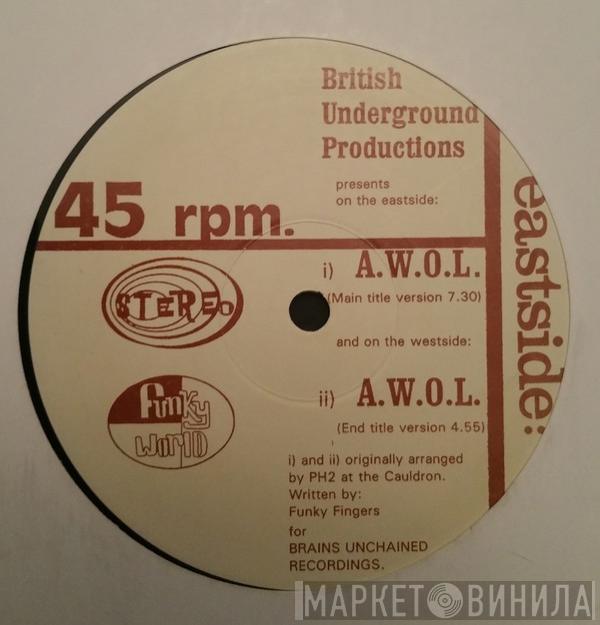 British
Underground
Productions
presents
on the eastside:
45 rpm.
eastside:
STEREO
i) A.W.O.L.
(Main title version 7.30)
and on the westside:
funky
world
ii) A.W.O.L.
(End title version 4.55)
i) and ii) originally arranged
by PH2 at the Cauldron.
Written by:
Funky Fingers
for
BRAINS UNCHAINED
RECORDINGS.
МАРКЕТ ВИНИЛА